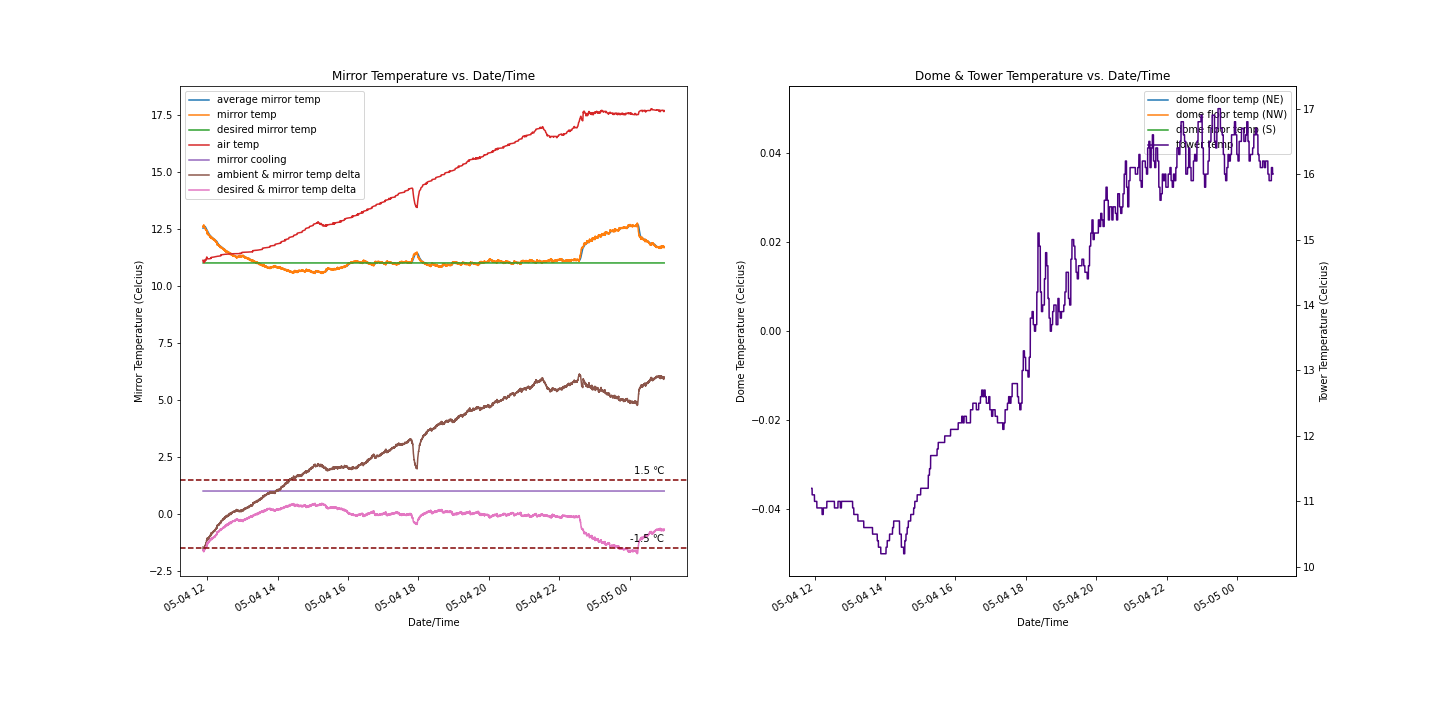 Mirror Temperature vs. Date/Time
average mirror temp
mirror temp
desired mirror temp
air temp
mirror cooling
ambient & mirror temp delta
desired & mirror temp delta
17.5
15.0
12.5
10.0
7.5
5.0
2.5
0.0
−2.5
Mirror Temperature (Celcius)
1.5 °C
-1.5 °C
05-04 12
05-04 14
05-04 16
05-04 18
05-04 20
05-04 22
05-05 00
Date/Time
Dome & Tower Temperature vs. Date/Time
dome floor temp (NE)
dome floor temp (NW)
dome floor temp (S)
tower temp
0.04
0.02
0.00
−0.02
−0.04
Dome Temperature (Celcius)
17
16
15
14
13
12
11
10
Tower Temperature (Celcius)
05-04 12
05-04 14
05-04 16
05-04 18
05-04 20
05-04 22
05-05 00
Date/Time